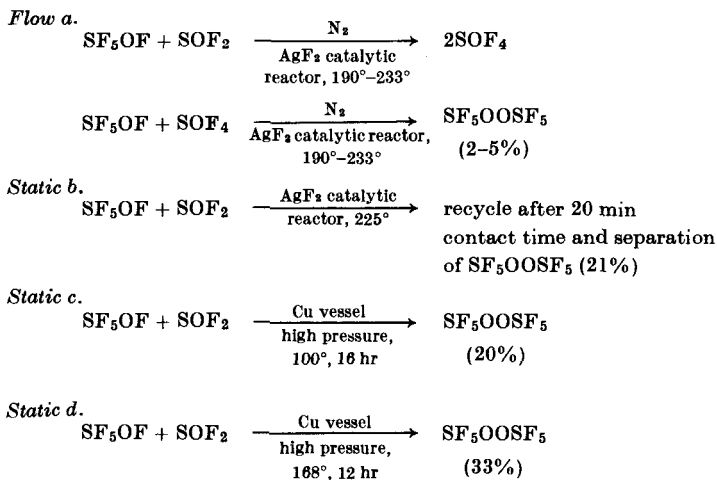 Flow a.
SF₅OF + SOF₂ N₂ 2SOF₄
AgF₂ catalytic
reactor, 190°–233°
SF₅OF + SOF₄ N₂ SF₅OOSF₅
AgF₂ catalytic reactor, (2–5%)
190°–233°
Static b.
SF₅OF + SOF₂ AgF₂ catalytic recycle after 20 min
reactor, 225° contact time and separation
of SF₅OOSF₅ (21%)
Static c.
SF₅OF + SOF₂ Cu vessel SF₅OOSF₅
high pressure, (20%)
100°, 16 hr
Static d.
SF₅OF + SOF₂ Cu vessel SF₅OOSF₅
high pressure, (33%)
168°, 12 hr